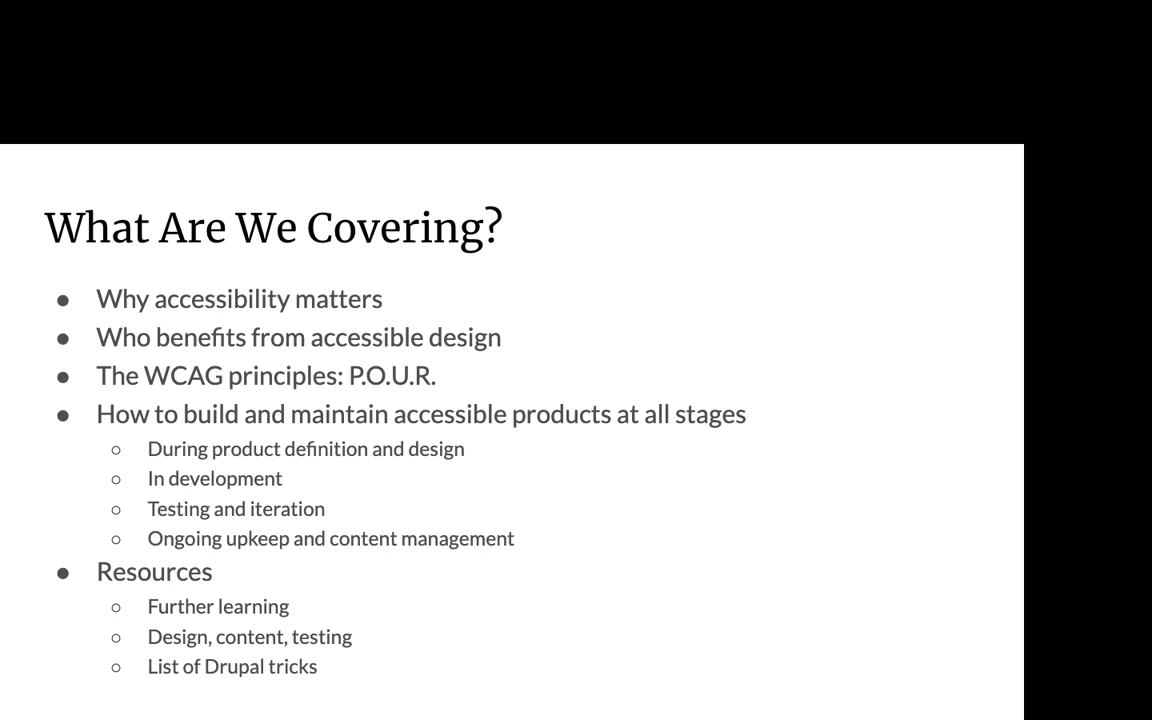 What Are We Covering?
● Why accessibility matters
● Who benefits from accessible design
● The WCAG principles: P.O.U.R.
● How to build and maintain accessible products at all stages
○ During product definition and design
○ In development
○ Testing and iteration
○ Ongoing upkeep and content management
● Resources
○ Further learning
○ Design, content, testing
○ List of Drupal tricks